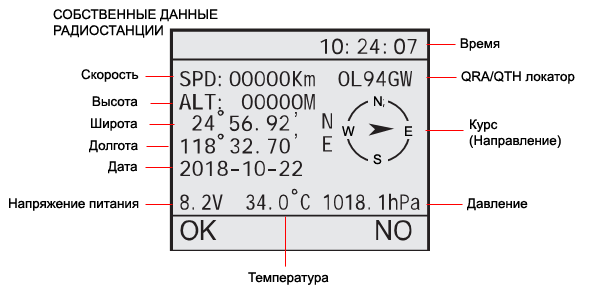 СОБСТВЕННЫЕ ДАННЫЕ
РАДИОСТАНЦИИ
10: 24: 07
Время
Скорость
SPD: 00000Km
OL94GW
QRA/QTH локатор
Высота
ALT: 00000M
N
Широта
24°56.92' N
W
E
Курс
(Направление)
Долгота
118°32.70' E
S
Дата
2018-10-22
Напряжение питания
8.2V 34.0°C 1018.1hPa
Давление
OK
NO
Температура